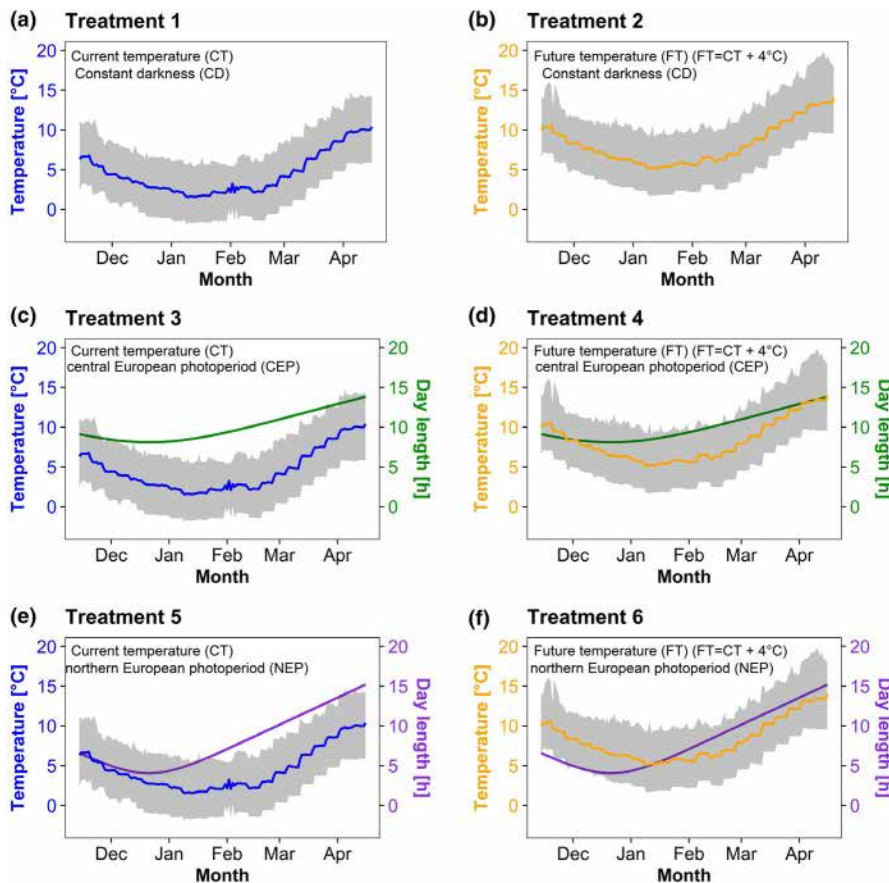 (a) Treatment 1
Current temperature (CT)
Constant darkness (CD)
Temperature [°C]
20
15
10
5
0
Dec Jan Feb Mar Apr
Month
(b) Treatment 2
Future temperature (FT) (FT=CT + 4°C)
Constant darkness (CD)
Temperature [°C]
20
15
10
5
0
Dec Jan Feb Mar Apr
Month
(c) Treatment 3
Current temperature (CT)
central European photoperiod (CEP)
Temperature [°C]
20
15
10
5
0
Day length [h]
20
15
10
5
0
Dec Jan Feb Mar Apr
Month
(d) Treatment 4
Future temperature (FT) (FT=CT + 4°C)
central European photoperiod (CEP)
Temperature [°C]
20
15
10
5
0
Day length [h]
20
15
10
5
0
Dec Jan Feb Mar Apr
Month
(e) Treatment 5
Current temperature (CT)
northern European photoperiod (NEP)
Temperature [°C]
20
15
10
5
0
Day length [h]
20
15
10
5
0
Dec Jan Feb Mar Apr
Month
(f) Treatment 6
Future temperature (FT) (FT=CT + 4°C)
northern European photoperiod (NEP)
Temperature [°C]
20
15
10
5
0
Day length [h]
20
15
10
5
0
Dec Jan Feb Mar Apr
Month